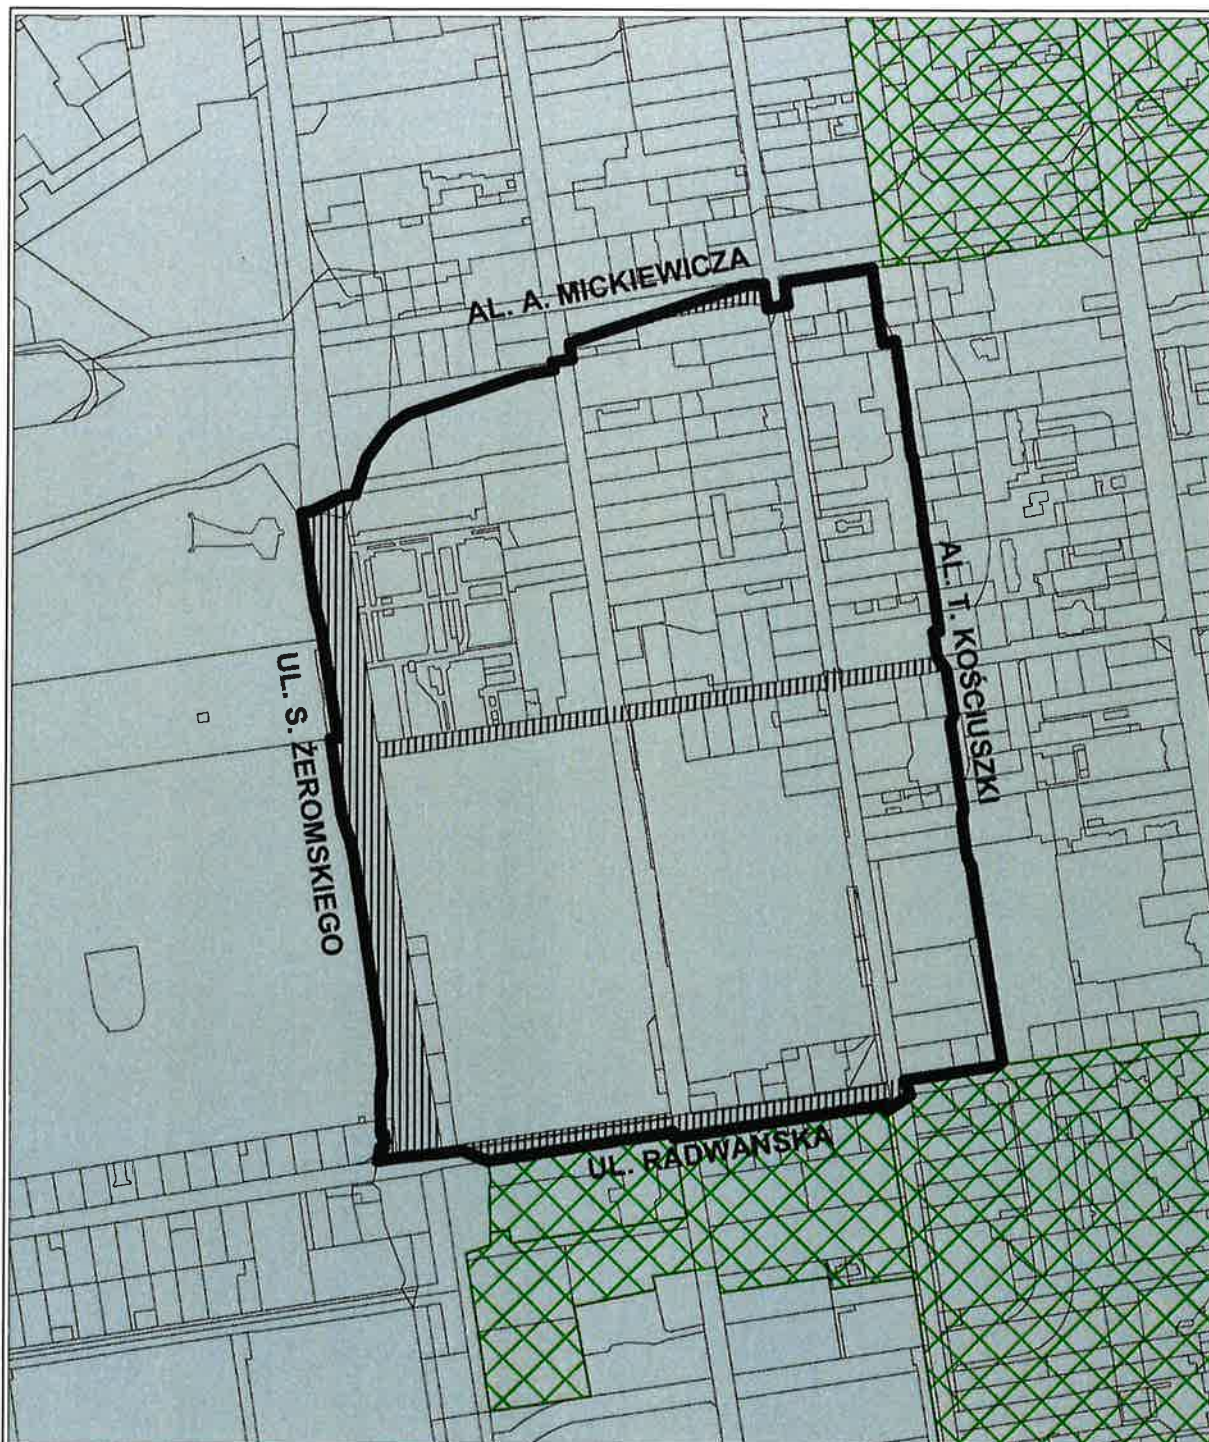 AL. A. MICKIEWICZA
AL. T. KOŚCIUSZKI
UL. S. ŻEROMSKIEGO
UL. RADWAŃSKA